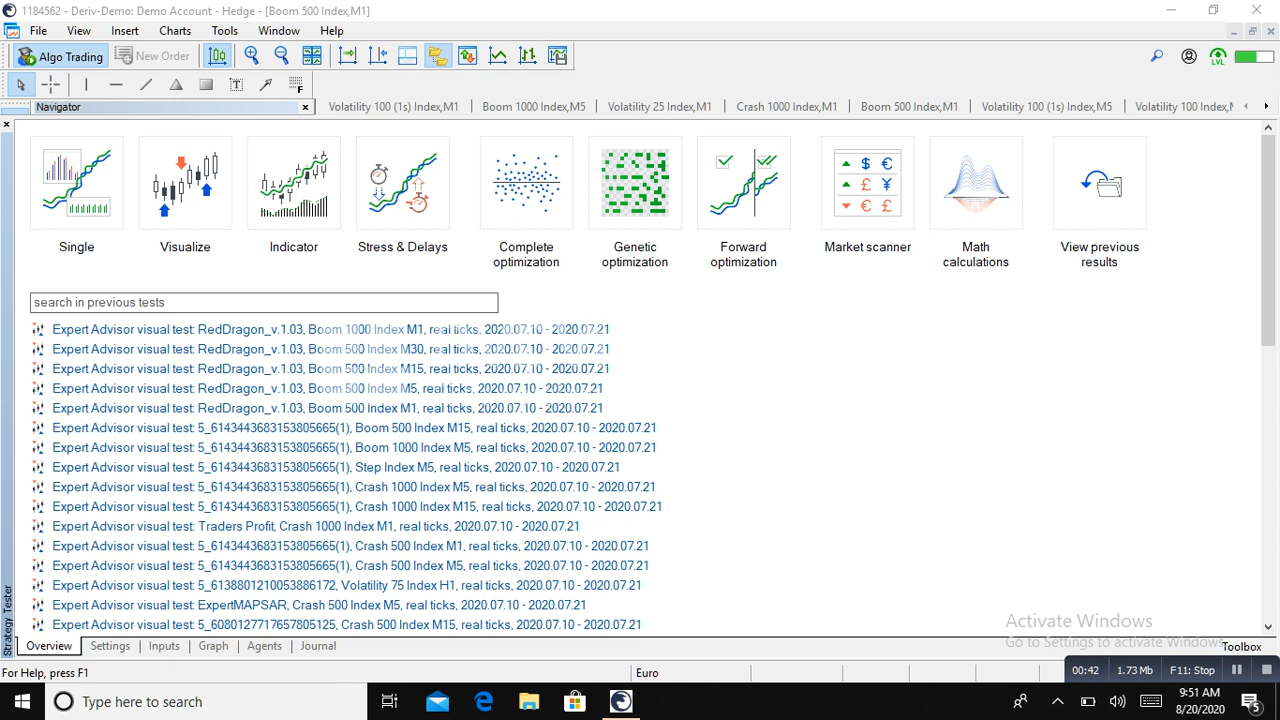 1184562 - Deriv-Demo: Demo Account - Hedge - [Boom 500 Index,M1]
File View Insert Charts Tools Window Help
Algo Trading New Order LVL
T F
Navigator Volatility 100 (1s) Index,M1 Boom 1000 Index,M5 Volatility 25 Index,M1 Crash 1000 Index,M1 Boom 500 Index,M1 Volatility 100 (1s) Index,M5 Volatility 100 Index,M
Single Visualize Indicator Stress & Delays Complete optimization Genetic optimization Forward optimization Market scanner Math calculations View previous results
search in previous tests
Expert Advisor visual test: RedDragon_v.1.03, Boom 1000 Index M1, real ticks, 2020.07.10 - 2020.07.21
Expert Advisor visual test: RedDragon_v.1.03, Boom 500 Index M30, real ticks, 2020.07.10 - 2020.07.21
Expert Advisor visual test: RedDragon_v.1.03, Boom 500 Index M15, real ticks, 2020.07.10 - 2020.07.21
Expert Advisor visual test: RedDragon_v.1.03, Boom 500 Index M5, real ticks, 2020.07.10 - 2020.07.21
Expert Advisor visual test: RedDragon_v.1.03, Boom 500 Index M1, real ticks, 2020.07.10 - 2020.07.21
Expert Advisor visual test: 5_6143443683153805665(1), Boom 500 Index M15, real ticks, 2020.07.10 - 2020.07.21
Expert Advisor visual test: 5_6143443683153805665(1), Boom 1000 Index M5, real ticks, 2020.07.10 - 2020.07.21
Expert Advisor visual test: 5_6143443683153805665(1), Step Index M5, real ticks, 2020.07.10 - 2020.07.21
Expert Advisor visual test: 5_6143443683153805665(1), Crash 1000 Index M5, real ticks, 2020.07.10 - 2020.07.21
Expert Advisor visual test: 5_6143443683153805665(1), Crash 1000 Index M15, real ticks, 2020.07.10 - 2020.07.21
Expert Advisor visual test: Traders Profit, Crash 1000 Index M1, real ticks, 2020.07.10 - 2020.07.21
Expert Advisor visual test: 5_6143443683153805665(1), Crash 500 Index M1, real ticks, 2020.07.10 - 2020.07.21
Expert Advisor visual test: 5_6143443683153805665(1), Crash 500 Index M5, real ticks, 2020.07.10 - 2020.07.21
Expert Advisor visual test: 5_6138801210053886172, Volatility 75 Index H1, real ticks, 2020.07.10 - 2020.07.21
Expert Advisor visual test: ExpertMAPSAR, Crash 500 Index M5, real ticks, 2020.07.10 - 2020.07.21
Expert Advisor visual test: 5_6080127717657805125, Crash 500 Index M15, real ticks, 2020.07.10 - 2020.07.21
Strategy Tester
Activate Windows
Go to Settings to activate Windows.
Overview Settings Inputs Graph Agents Journal Toolbox
For Help, press F1 Euro
00:42 1.73 Mb F11: Stop
Type here to search
9:51 AM
8/20/2020
5